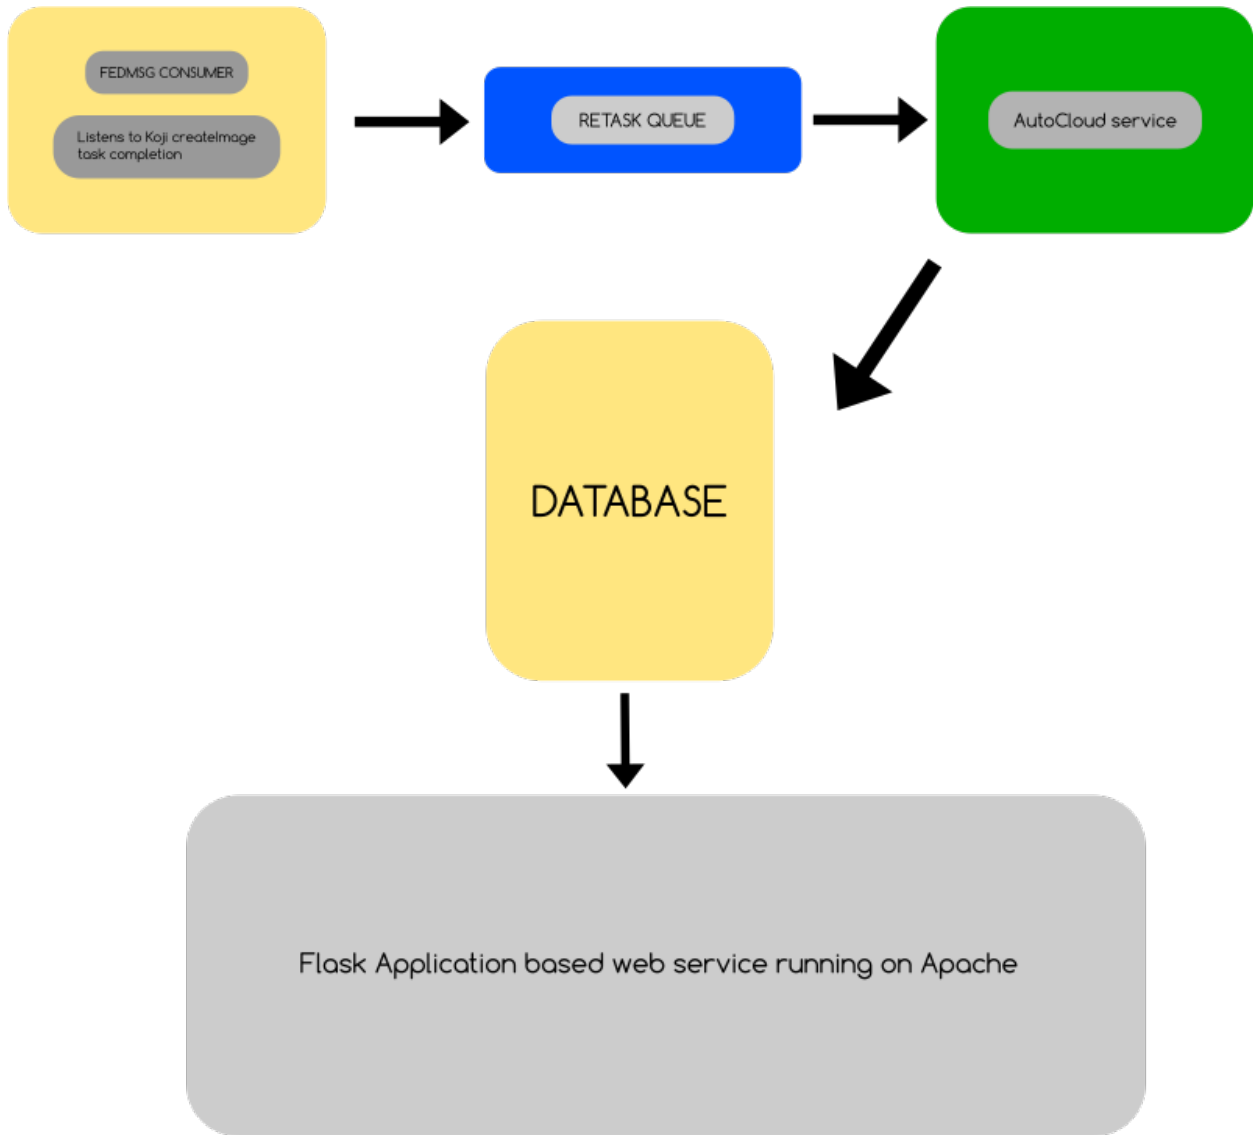 FEDMSG CONSUMER
Listens to Koji createImage
task completion
RETASK QUEUE
AutoCloud service
DATABASE
Flask Application based web service running on Apache